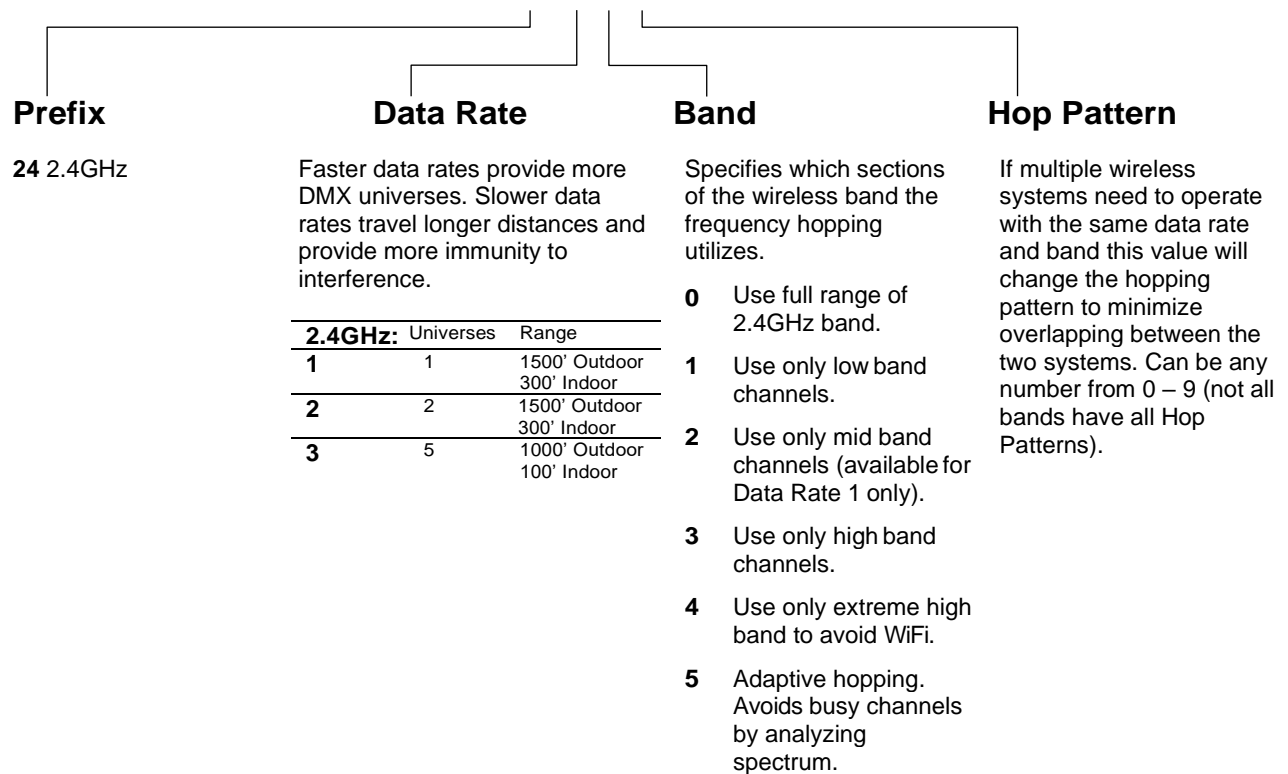 Prefix
Data Rate
Band
Hop Pattern
24 2.4GHz
Faster data rates provide more
DMX universes. Slower data
rates travel longer distances and
provide more immunity to
interference.
2.4GHz: Universes Range
1 1 1500' Outdoor
300' Indoor
2 2 1500' Outdoor
300' Indoor
3 5 1000' Outdoor
100' Indoor
Specifies which sections
of the wireless band the
frequency hopping
utilizes.
0 Use full range of
2.4GHz band.
1 Use only low band
channels.
2 Use only mid band
channels (available for
Data Rate 1 only).
3 Use only high band
channels.
4 Use only extreme high
band to avoid WiFi.
5 Adaptive hopping.
Avoids busy channels
by analyzing
spectrum.
If multiple wireless
systems need to operate
with the same data rate
and band this value will
change the hopping
pattern to minimize
overlapping between the
two systems. Can be any
number from 0 – 9 (not all
bands have all Hop
Patterns).